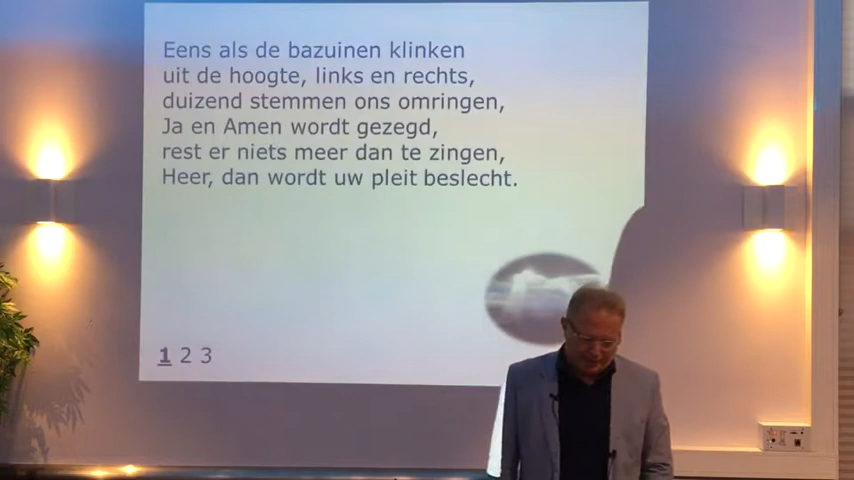 Eens als de bazuinen klinken
uit de hoogte, links en rechts,
duizend stemmen ons omringen,
Ja en Amen wordt gezegd,
rest er niets meer dan te zingen,
Heer, dan wordt uw pleit beslecht.
1 2 3